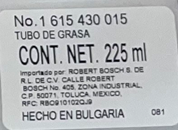 No. 1 615 430 015
TUBO DE GRASA
CONT. NET. 225 ml
Importado por: ROBERT BOSCH S. DE
R.L. DE C.V. CALLE ROBERT
BOSCH No. 405, ZONA INDUSTRIAL,
C.P. 50071, TOLUCA, MEXICO,
RFC: RBO910102QJ9
HECHO EN BULGARIA 081